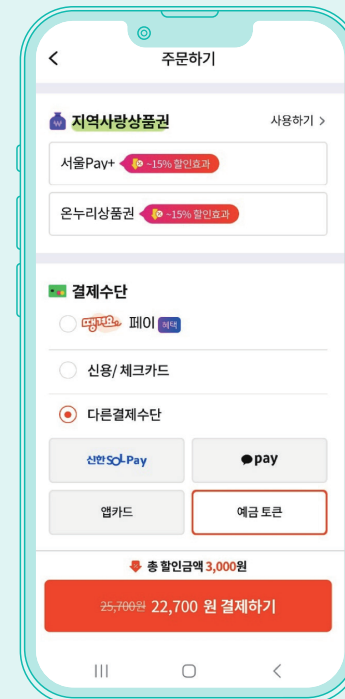 주문하기
지역사랑상품권 사용하기 >
서울Pay+ ~15% 할인효과
온누리상품권 ~15% 할인효과
결제수단
땡겨요 페이 혜택
신용/ 체크카드
다른결제수단
신한 SOL Pay
pay
앱카드
예금 토큰
총 할인금액 3,000원
25,700원 22,700 원 결제하기